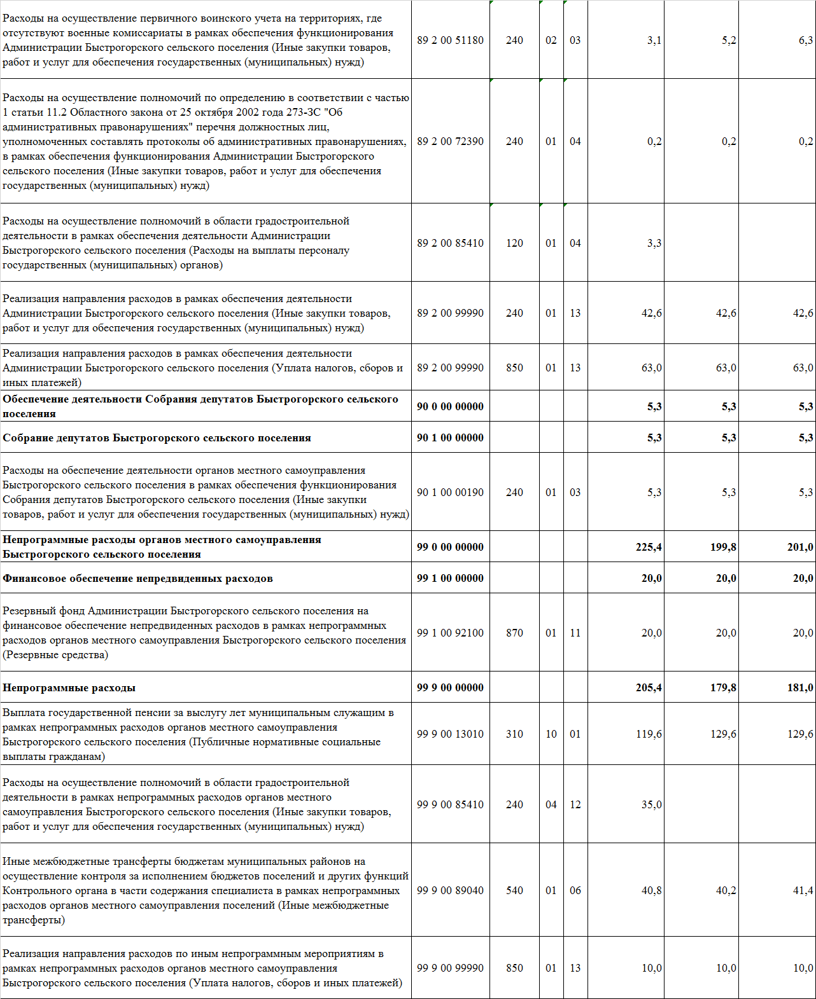 Расходы на осуществление первичного воинского учета на территориях, где
отсутствуют военные комиссариаты в рамках обеспечения функционирования
Администрации Быстрогорского сельского поселения (Иные закупки товаров,
работ и услуг для обеспечения государственных (муниципальных) нужд)
89 2 00 51180 240 02 03 3,1 5,2 6,3
Расходы на осуществление полномочий по определению в соответствии с частью
1 статьи 11.2 Областного закона от 25 октября 2002 года 273-ЗС "Об
административных правонарушениях" перечня должностных лиц,
уполномоченных составлять протоколы об административных правонарушениях,
в рамках обеспечения функционирования Администрации Быстрогорского
сельского поселения (Иные закупки товаров, работ и услуг для обеспечения
государственных (муниципальных) нужд)
89 2 00 72390 240 01 04 0,2 0,2 0,2
Расходы на осуществление полномочий в области градостроительной
деятельности в рамках обеспечения деятельности Администрации
Быстрогорского сельского поселения (Расходы на выплаты персоналу
государственных (муниципальных) органов)
89 2 00 85410 120 01 04 3,3
Реализация направления расходов в рамках обеспечения деятельности
Администрации Быстрогорского сельского поселения (Иные закупки товаров,
работ и услуг для обеспечения государственных (муниципальных) нужд)
89 2 00 99990 240 01 13 42,6 42,6 42,6
Реализация направления расходов в рамках обеспечения деятельности
Администрации Быстрогорского сельского поселения (Уплата налогов, сборов и
иных платежей)
89 2 00 99990 850 01 13 63,0 63,0 63,0
Обеспечение деятельности Собрания депутатов Быстрогорского сельского
поселения
90 0 00 00000 5,3 5,3 5,3
Собрание депутатов Быстрогорского сельского поселения 90 1 00 00000 5,3 5,3 5,3
Расходы на обеспечение деятельности органов местного самоуправления
Быстрогорского сельского поселения в рамках обеспечения функционирования
Собрания депутатов Быстрогорского сельского поселения (Иные закупки
товаров, работ и услуг для обеспечения государственных (муниципальных) нужд)
90 1 00 00190 240 01 03 5,3 5,3 5,3
Непрограммные расходы органов местного самоуправления
Быстрогорского сельского поселения
99 0 00 00000 225,4 199,8 201,0
Финансовое обеспечение непредвиденных расходов 99 1 00 00000 20,0 20,0 20,0
Резервный фонд Администрации Быстрогорского сельского поселения на
финансовое обеспечение непредвиденных расходов в рамках непрограммных
расходов органов местного самоуправления Быстрогорского сельского поселения
(Резервные средства)
99 1 00 92100 870 01 11 20,0 20,0 20,0
Непрограммные расходы 99 9 00 00000 205,4 179,8 181,0
Выплата государственной пенсии за выслугу лет муниципальным служащим в
рамках непрограммных расходов органов местного самоуправления
Быстрогорского сельского поселения (Публичные нормативные социальные
выплаты гражданам)
99 9 00 13010 310 10 01 119,6 129,6 129,6
Расходы на осуществление полномочий в области градостроительной
деятельности в рамках непрограммных расходов органов местного
самоуправления Быстрогорского сельского поселения (Иные закупки товаров,
работ и услуг для обеспечения государственных (муниципальных) нужд)
99 9 00 85410 240 04 12 35,0
Иные межбюджетные трансферты бюджетам муниципальных районов на
осуществление контроля за исполнением бюджетов поселений и других функций
Контрольного органа в части содержания специалиста в рамках непрограммных
расходов органов местного самоуправления поселений (Иные межбюджетные
трансферты)
99 9 00 89040 540 01 06 40,8 40,2 41,4
Реализация направления расходов по иным непрограммным мероприятиям в
рамках непрограммных расходов органов местного самоуправления
Быстрогорского сельского поселения (Уплата налогов, сборов и иных платежей)
99 9 00 99990 850 01 13 10,0 10,0 10,0